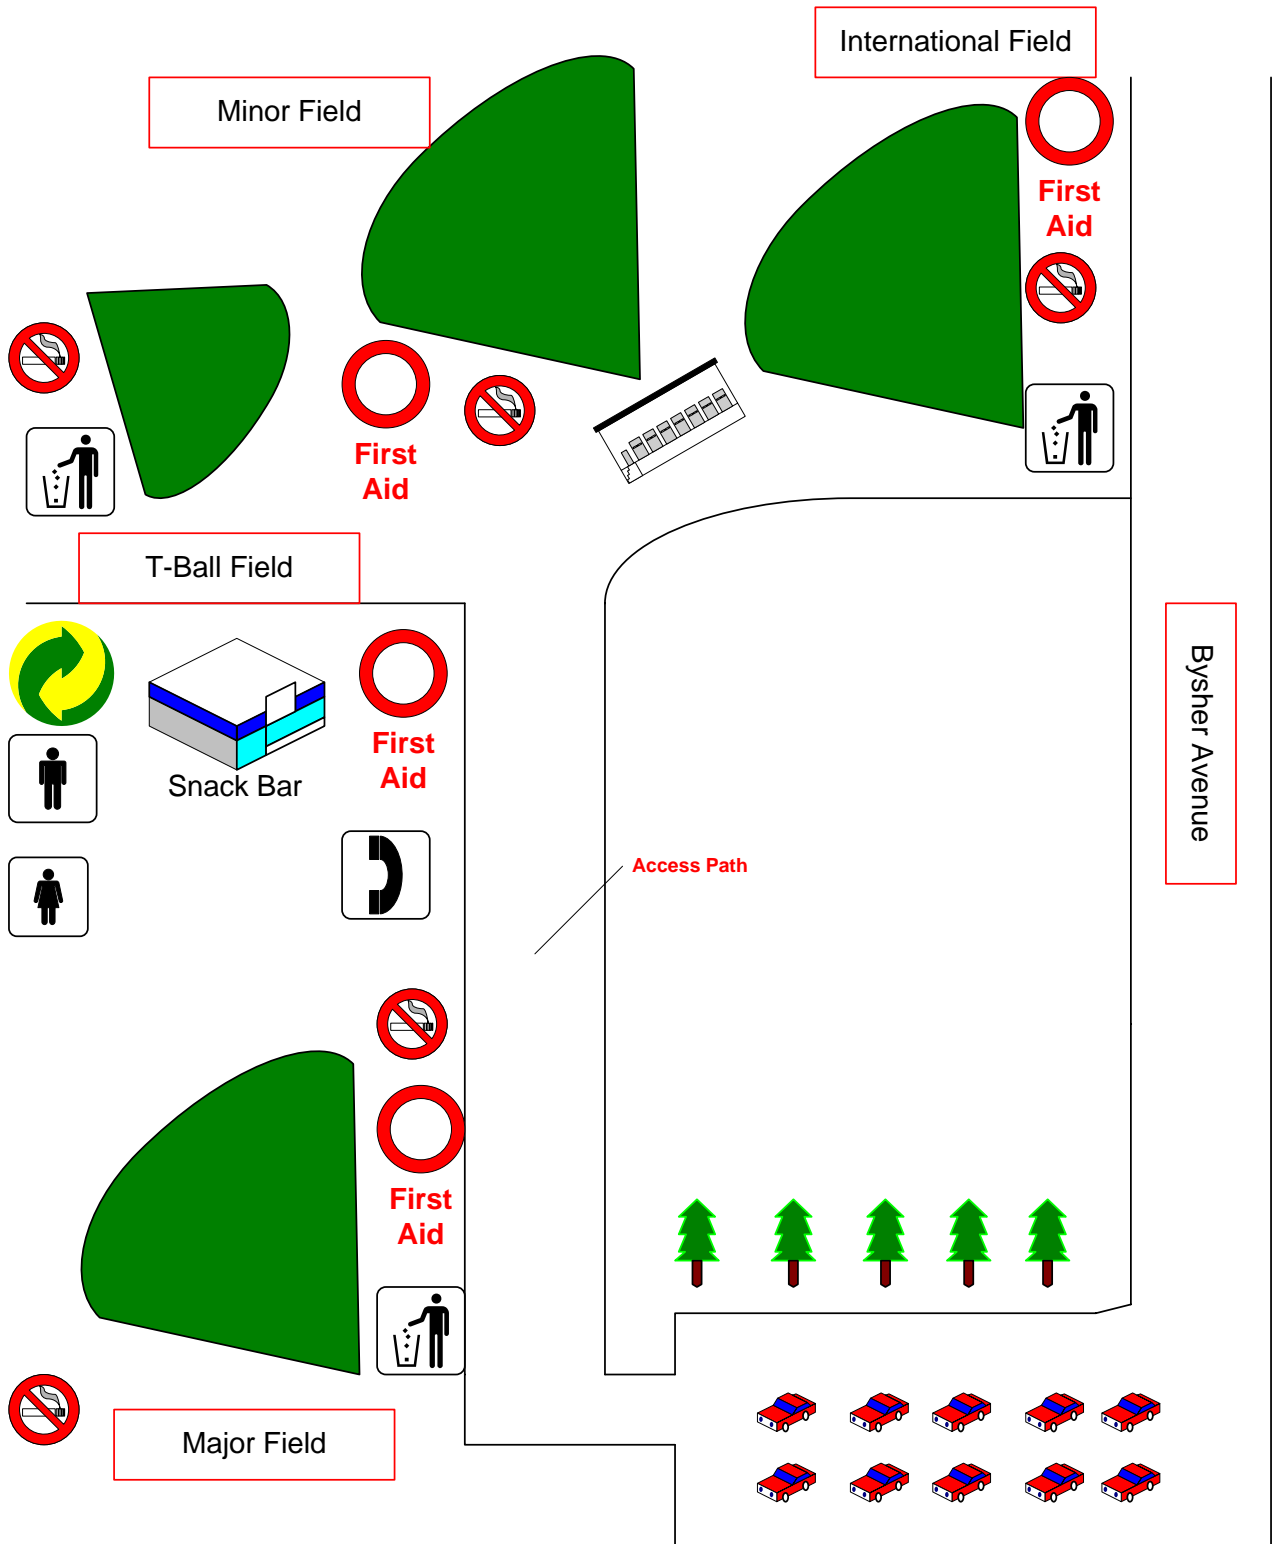 International Field
Minor Field
First
Aid
First
Aid
T-Ball Field
Bysher Avenue
First
Aid
Snack Bar
Access Path
First
Aid
Major Field